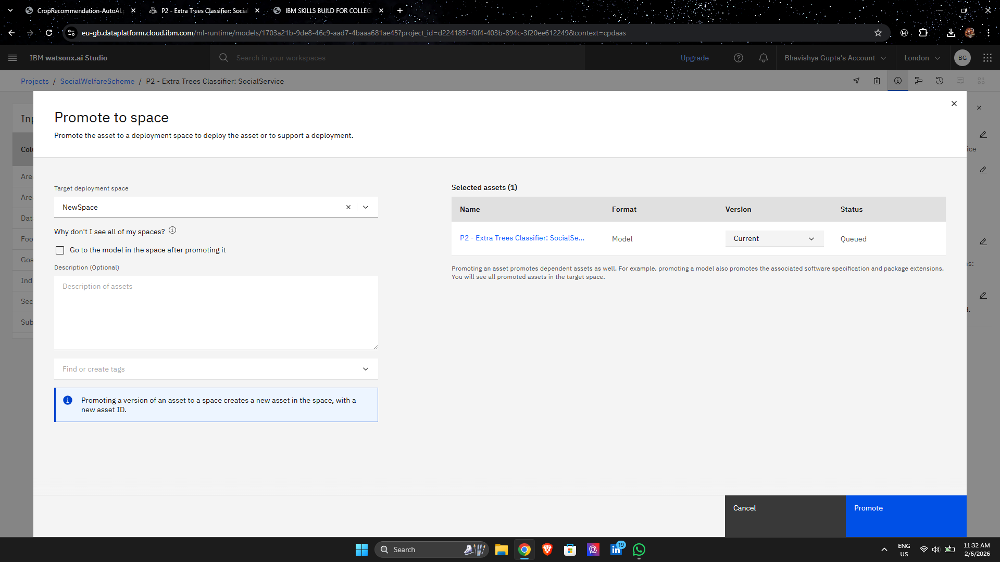 CropRecommendation-AutoAI.
P2 - Extra Trees Classifier: Social
IBM SKILLS BUILD FOR COLLEG
eu-gb.dataplatform.cloud.ibm.com/ml-runtime/models/1703a21b-9de8-46c9-aad7-4baaa681ae45?project_id=d224185f-f0f4-403b-894c-3f20ee612249&context=cpdaas
IBM watsonx.ai Studio
Search in your workspaces
Upgrade
Bhavishya Gupta's Account
London
BG
Projects / SocialWelfareScheme / P2 - Extra Trees Classifier: SocialService
Inp
Colu
Area
Area
Data
Foo
Goa
Indi
Sec
Sub
ice
ns:
d.
Promote to space
Promote the asset to a deployment space to deploy the asset or to support a deployment.
Target deployment space
NewSpace
Why don't I see all of my spaces?
Go to the model in the space after promoting it
Description (Optional)
Description of assets
Find or create tags
Promoting a version of an asset to a space creates a new asset in the space, with a
new asset ID.
Selected assets (1)
Name Format Version Status
P2 - Extra Trees Classifier: SocialSe... Model Current Queued
Promoting an asset promotes dependent assets as well. For example, promoting a model also promotes the associated software specification and package extensions.
You will see all promoted assets in the target space.
Cancel
Promote
Search
19
ENG
US
11:32 AM
2/6/2026